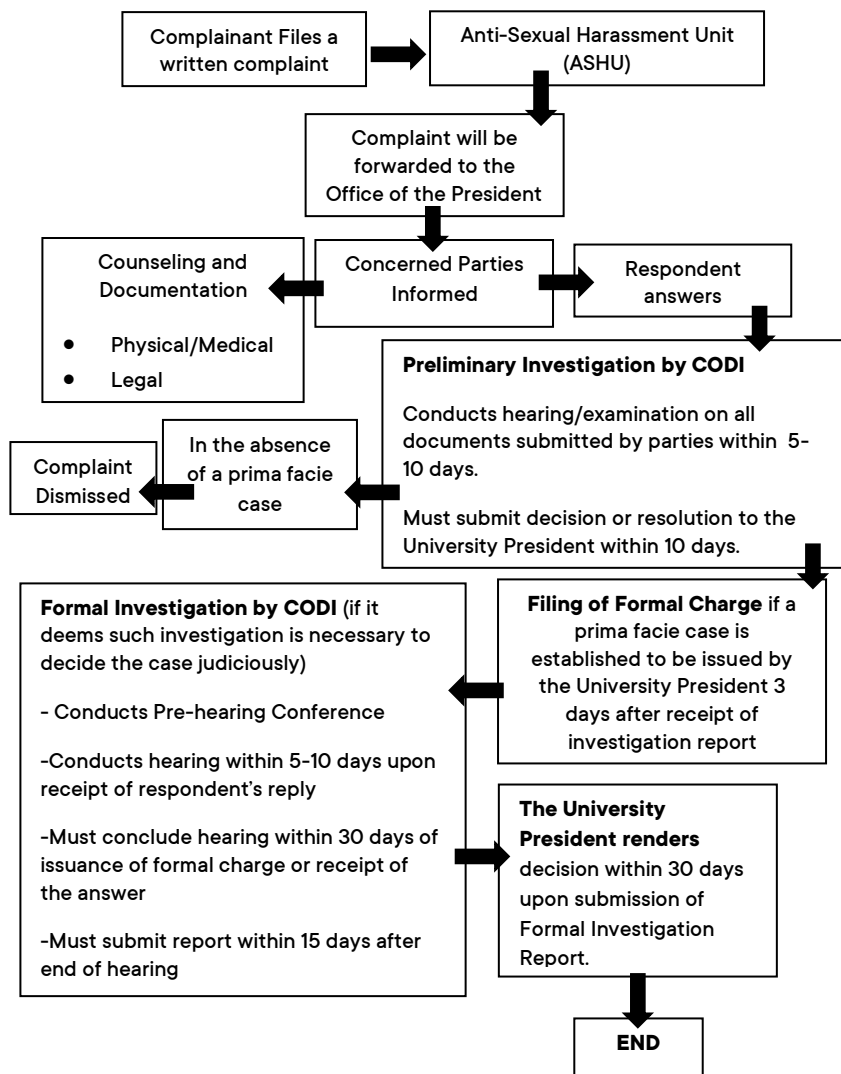 Complainant Files a
written complaint
Anti-Sexual Harassment Unit
(ASHU)
Complaint will be
forwarded to the
Office of the President
Counseling and
Documentation
● Physical/Medical
● Legal
Concerned Parties
Informed
Respondent
answers
Preliminary Investigation by CODI
Conducts hearing/examination on all
documents submitted by parties within 5-
10 days.
Must submit decision or resolution to the
University President within 10 days.
In the absence
of a prima facie
case
Complaint
Dismissed
Filing of Formal Charge if a
prima facie case is
established to be issued by
the University President 3
days after receipt of
investigation report
Formal Investigation by CODI (if it
deems such investigation is necessary to
decide the case judiciously)
- Conducts Pre-hearing Conference
-Conducts hearing within 5-10 days upon
receipt of respondent's reply
-Must conclude hearing within 30 days of
issuance of formal charge or receipt of
the answer
-Must submit report within 15 days after
end of hearing
The University
President renders
decision within 30 days
upon submission of
Formal Investigation
Report.
END